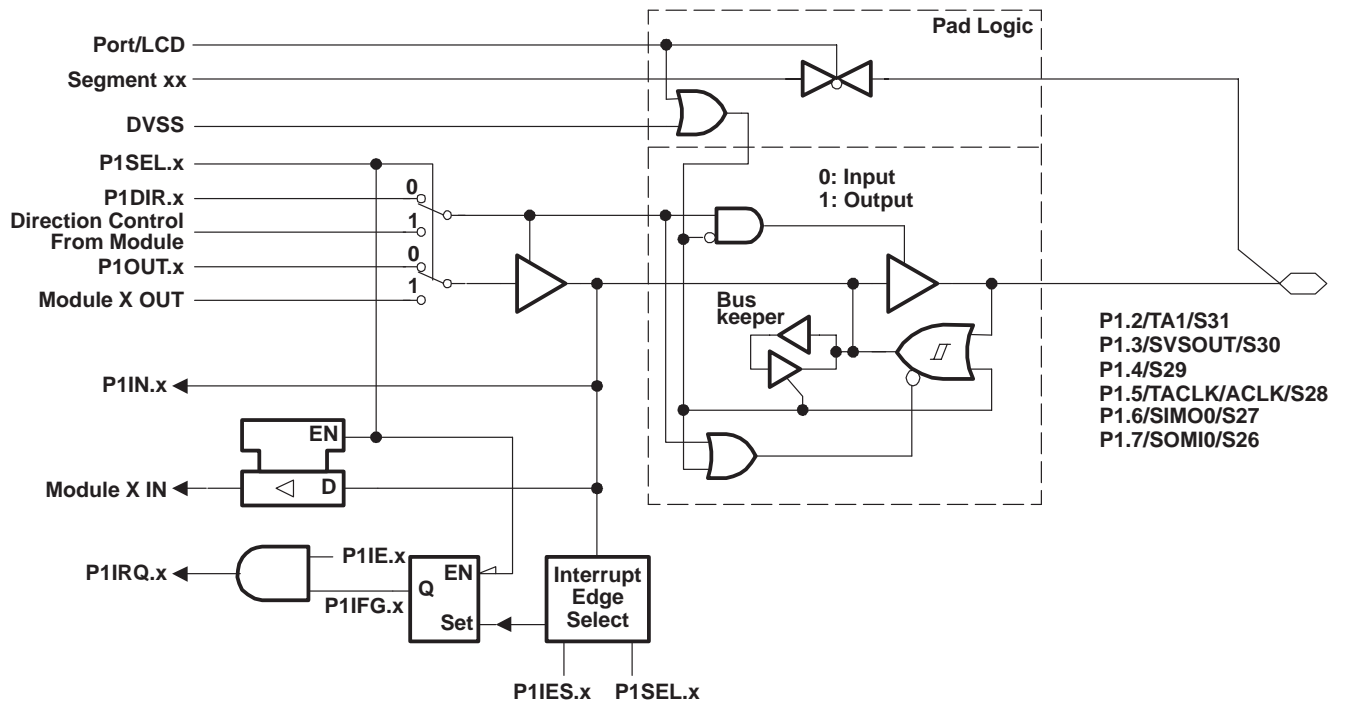 Pad Logic
Port/LCD
Segment xx
DVSS
P1SEL.x
P1DIR.x
0
Direction Control
From Module
1
P1OUT.x
0
Module X OUT
1
0: Input
1: Output
Bus
keeper
P1.2/TA1/S31
P1.3/SVSOUT/S30
P1.4/S29
P1.5/TACLK/ACLK/S28
P1.6/SIMO0/S27
P1.7/SOMI0/S26
P1IN.x
EN
Module X IN
D
P1IRQ.x
P1IE.x
P1IFG.x
EN
Q
Set
Interrupt
Edge
Select
P1IES.x
P1SEL.x